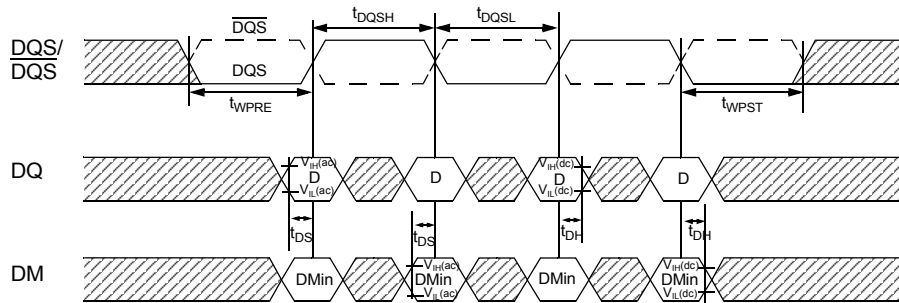 tDQSH
tDQSL
DQS
DQS/
DQS
DQS
tWPRE
tWPST
DQ
VIH(ac)
D
VIL(ac)
D
VIH(dc)
D
VIL(dc)
D
tDS
tDS
tDH
tDH
DM
DMin
VIH(ac)
DMin
VIL(ac)
DMin
VIH(dc)
DMin
VIL(dc)